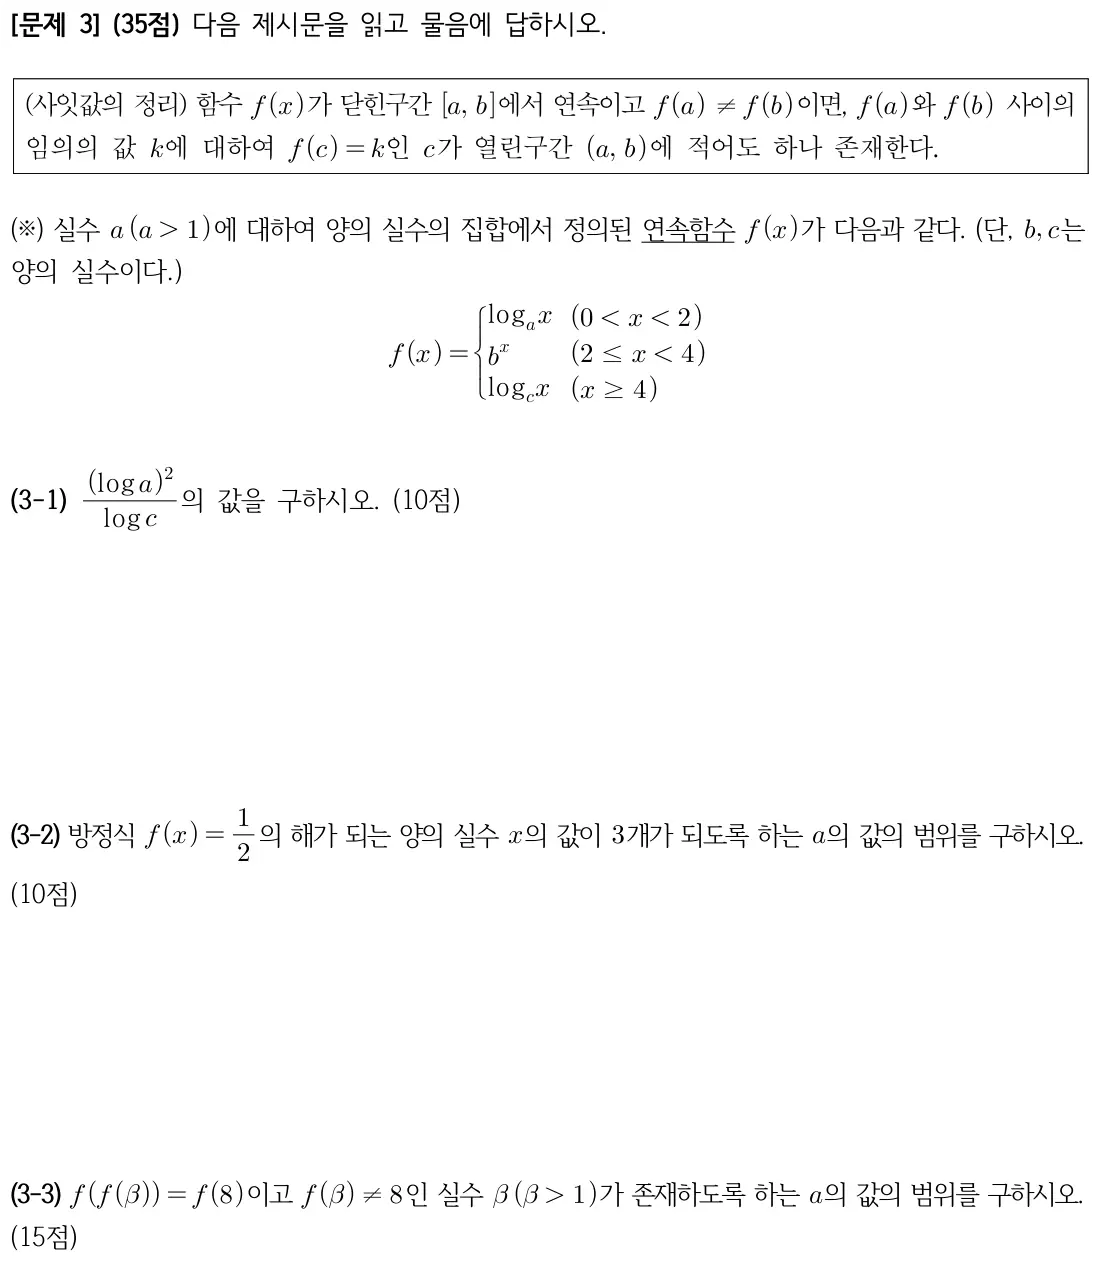 [문제 3] (35점) 다음 제시문을 읽고 물음에 답하시오.
(사잇값의 정리) 함수 f(x)가 닫힌구간 [a, b]에서 연속이고 f(a) ≠ f(b)이면, f(a)와 f(b) 사이의
임의의 값 k에 대하여 f(c) = k인 c가 열린구간 (a, b)에 적어도 하나 존재한다.
(※) 실수 a (a > 1)에 대하여 양의 실수의 집합에서 정의된 연속함수 f(x)가 다음과 같다. (단, b, c는
양의 실수이다.)
f(x) = { logₐx (0 < x < 2)
bˣ (2 ≤ x < 4)
log_c x (x ≥ 4)
(3-1) (log a)² / log c 의 값을 구하시오. (10점)
(3-2) 방정식 f(x) = 1/2 의 해가 되는 양의 실수 x의 값이 3개가 되도록 하는 a의 값의 범위를 구하시오.
(10점)
(3-3) f(f(β)) = f(8)이고 f(β) ≠ 8인 실수 β (β > 1)가 존재하도록 하는 a의 값의 범위를 구하시오.
(15점)